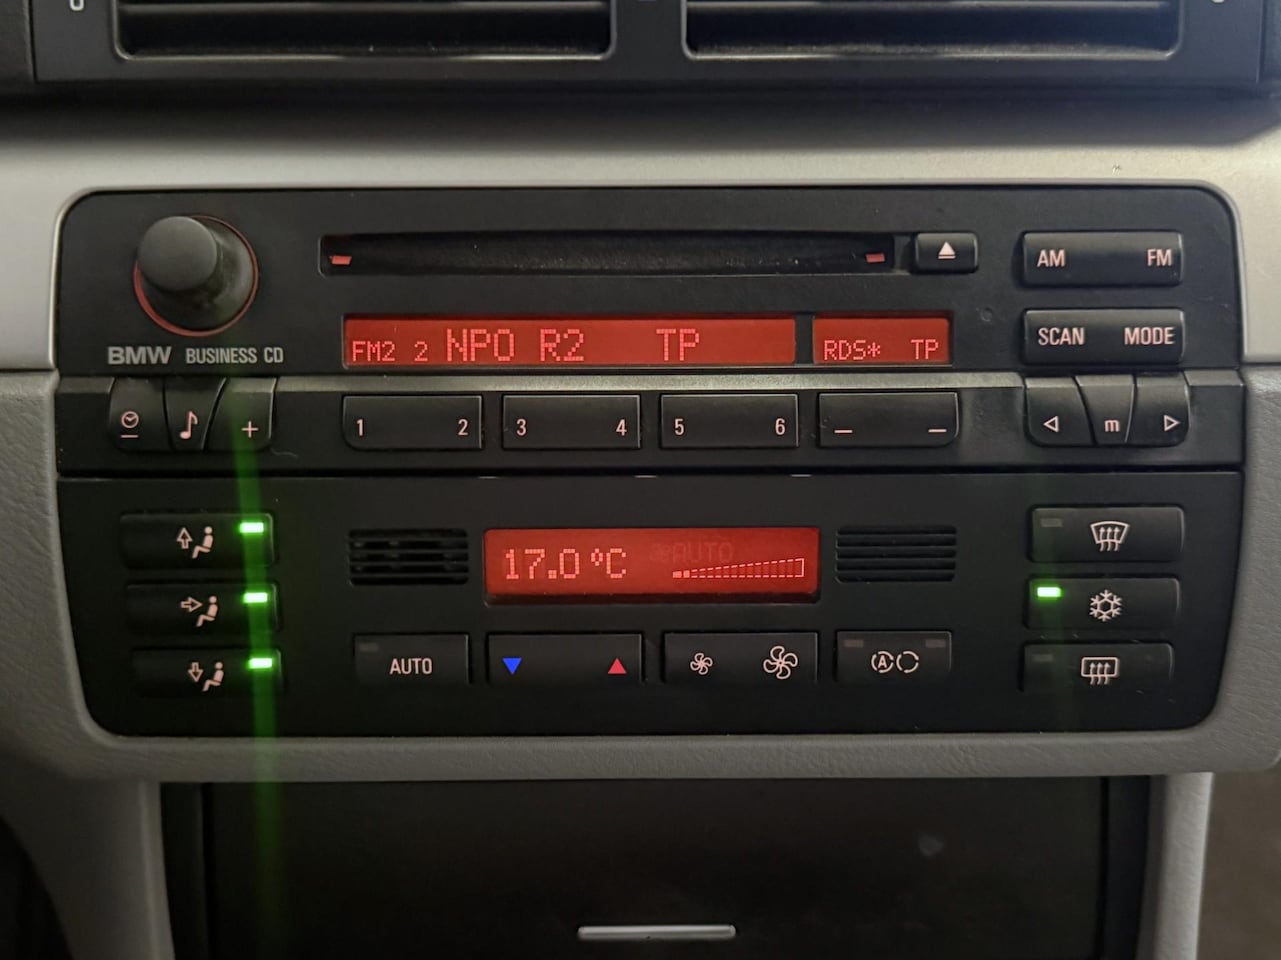 AM FM
BMW BUSINESS CD
FM2 2 NPO R2 TP
RDS* TP
SCAN MODE
1 2 3 4 5 6
m
17.0°C
AUTO
AUTO
A